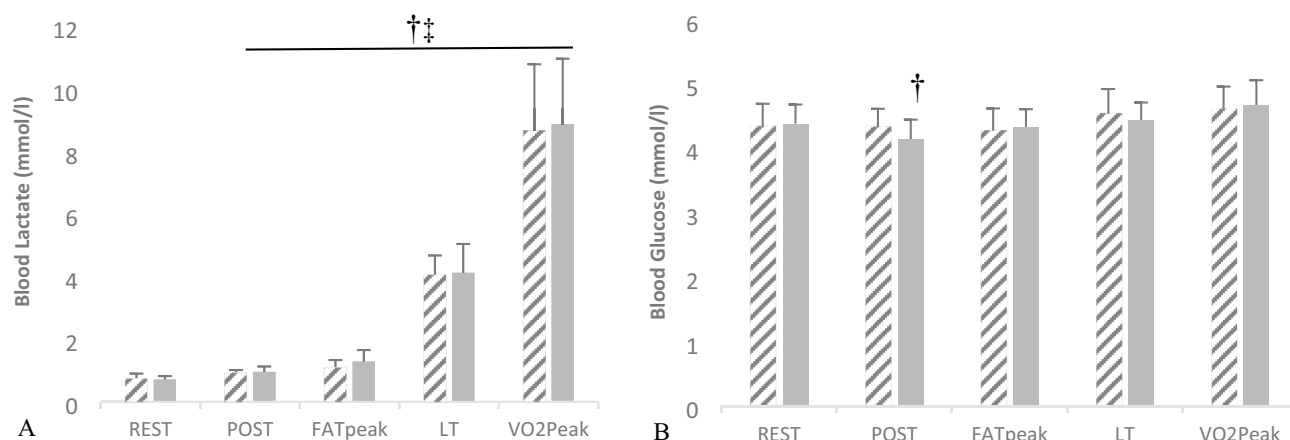 12
10
8
6
4
2
0
Blood Lactate (mmol/l)
†‡
REST POST FATpeak LT VO2Peak
A
6
5
4
3
2
1
0
Blood Glucose (mmol/l)
†
REST POST FATpeak LT VO2Peak
B